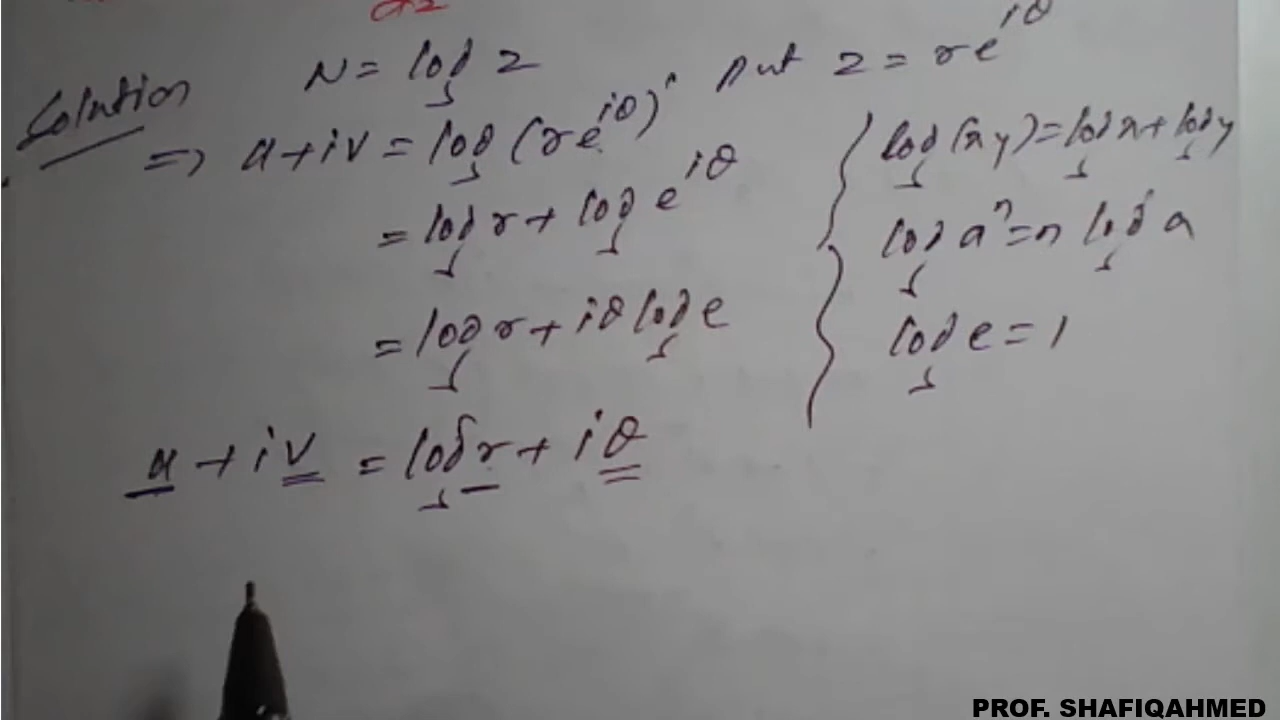 Solution
N = log z put z = re^iθ
=> u + iv = log (re^iθ)
= log r + log e^iθ
= log r + iθ log e
u + iv = log r + iθ
log (xy) = log x + log y
log a^n = n log a
log e = 1
PROF. SHAFIQAHMED